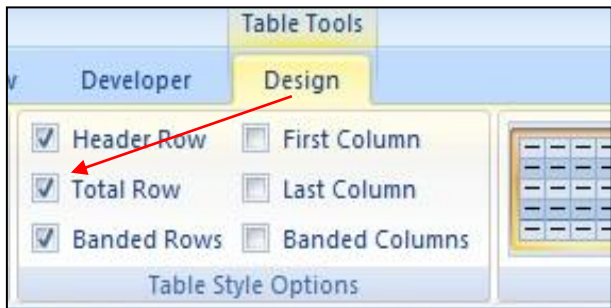 Table Tools
Developer Design
Header Row First Column
Total Row Last Column
Banded Rows Banded Columns
Table Style Options